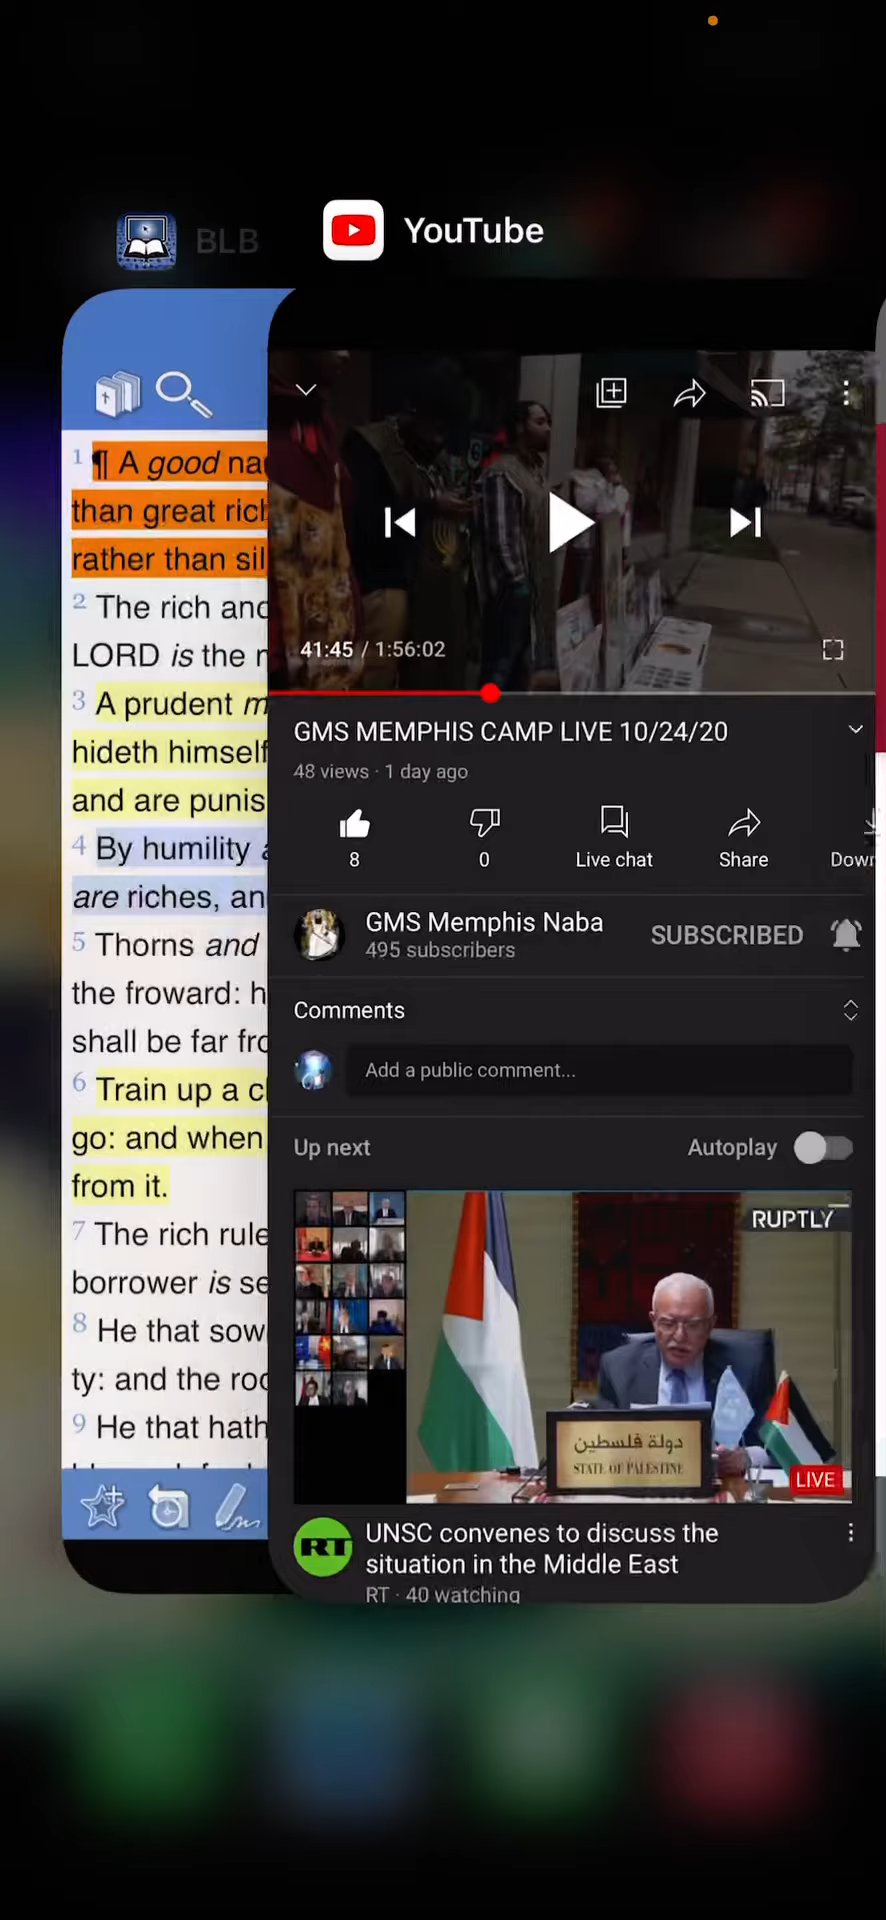 BLB
YouTube
1 ¶ A good na
than great rich
rather than sil
2 The rich and
LORD is the
3 A prudent
hideth himself
and are punis
4 By humility
are riches, an
5 Thorns and
the froward: h
shall be far fro
6 Train up a c
go: and when
from it.
7 The rich rule
borrower is se
8 He that sow
ty: and the roo
9 He that hath
41:45 / 1:56:02
GMS MEMPHIS CAMP LIVE 10/24/20
48 views · 1 day ago
8
0
Live chat
Share
Down
GMS Memphis Naba
495 subscribers
SUBSCRIBED
Comments
Add a public comment...
Up next
Autoplay
RUPTLY
دولة فلسطين
STATE OF PALESTINE
LIVE
RT
UNSC convenes to discuss the
situation in the Middle East
RT · 40 watching